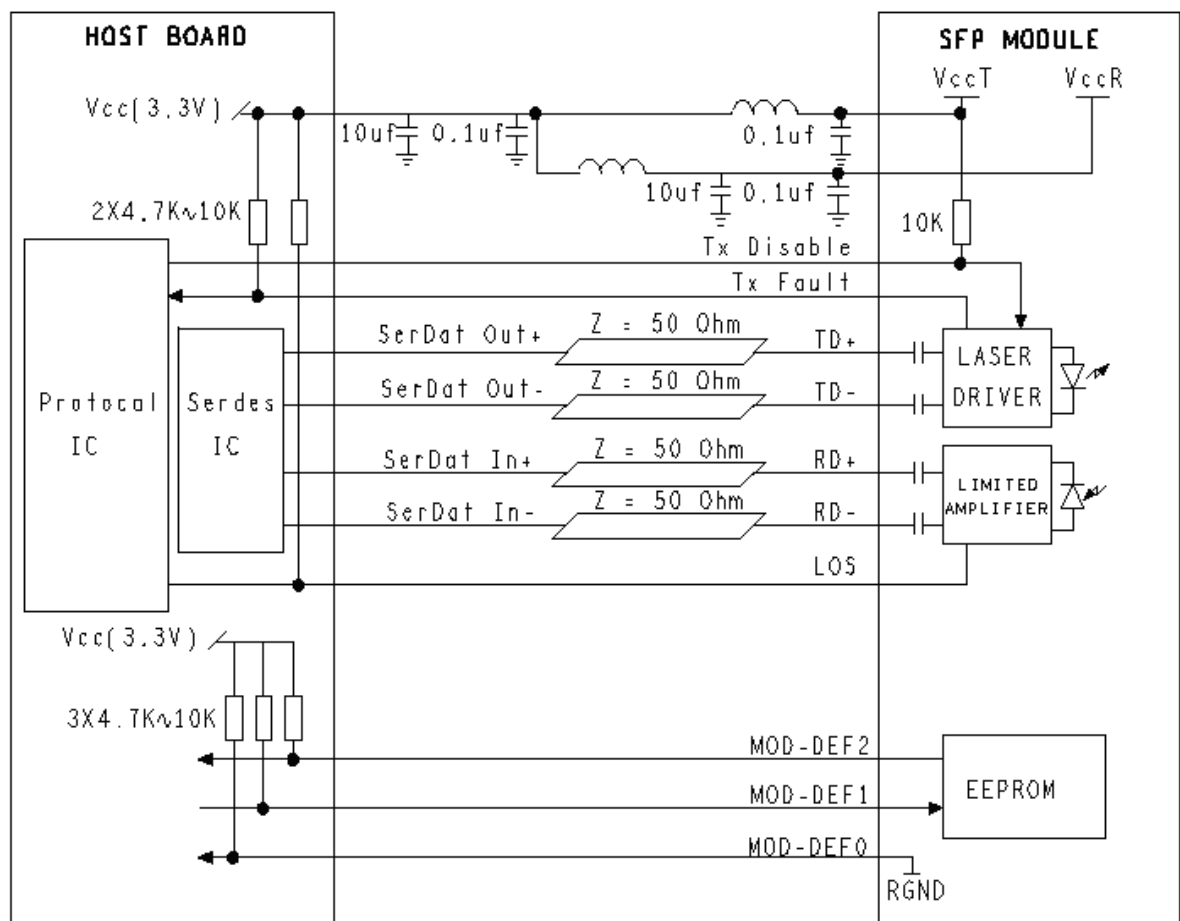 HOST BOARD
SFP MODULE
VccT
VccR
Vcc(3.3V)
10uf
0.1uf
0.1uf
10uf
0.1uf
2X4.7K~10K
10K
Tx Disable
Tx Fault
Protocal
IC
Serdes
IC
SerDat Out+
Z = 50 Ohm
TD+
SerDat Out-
Z = 50 Ohm
TD-
LASER
DRIVER
SerDat In+
Z = 50 Ohm
RD+
SerDat In-
Z = 50 Ohm
RD-
LIMITED
AMPLIFIER
LOS
Vcc(3.3V)
3X4.7K~10K
MOD-DEF2
MOD-DEF1
MOD-DEF0
EEPROM
RGND